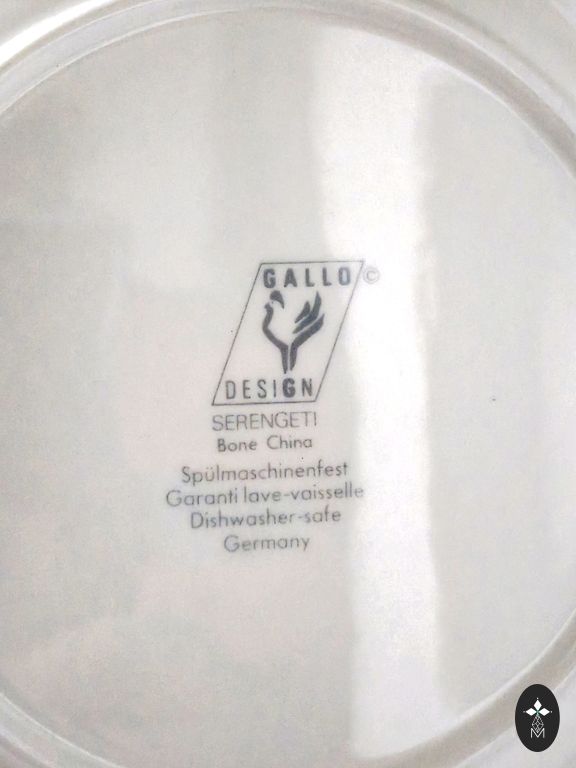 GALLO ©
DESIGN
SERENGETI
Bone China
Spülmaschinenfest
Garanti lave-vaisselle
Dishwasher-safe
Germany
M